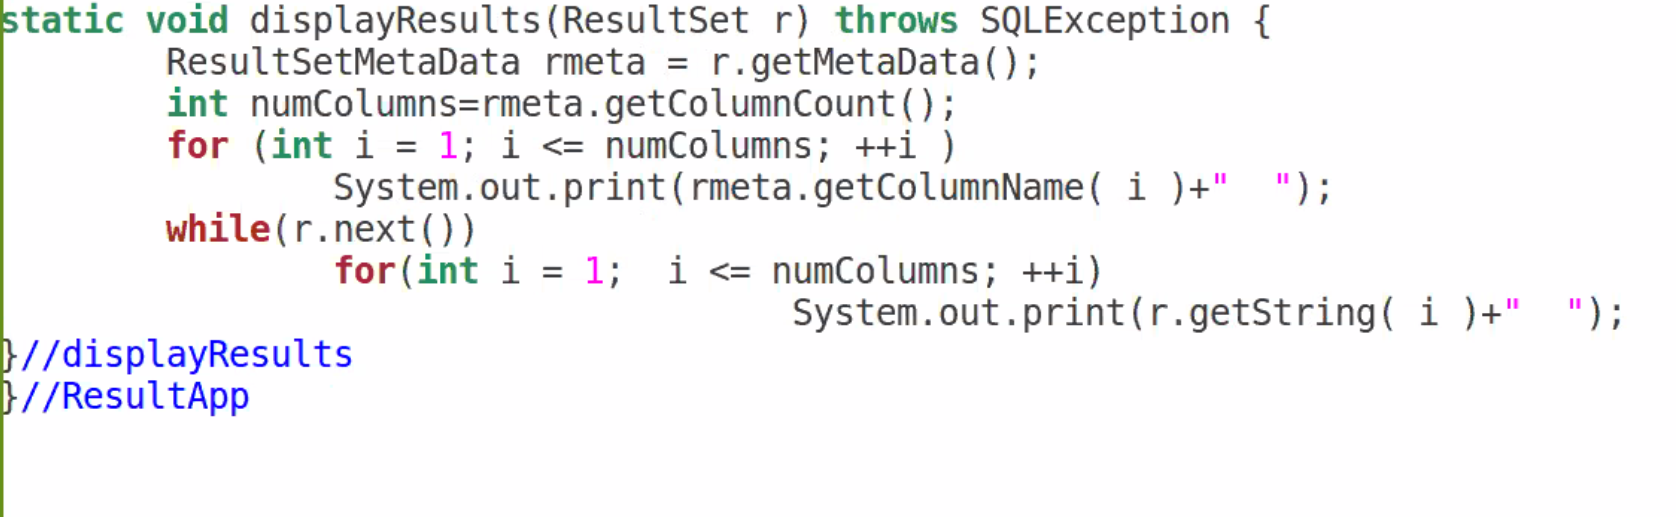 static void displayResults(ResultSet r) throws SQLException {
        ResultSetMetaData rmeta = r.getMetaData();
        int numColumns=rmeta.getColumnCount();
        for (int i = 1; i <= numColumns; ++i )
                System.out.print(rmeta.getColumnName( i )+"  ");
        while(r.next())
                for(int i = 1;  i <= numColumns; ++i)
                                      System.out.print(r.getString( i )+"  ");
}//displayResults
}//ResultApp